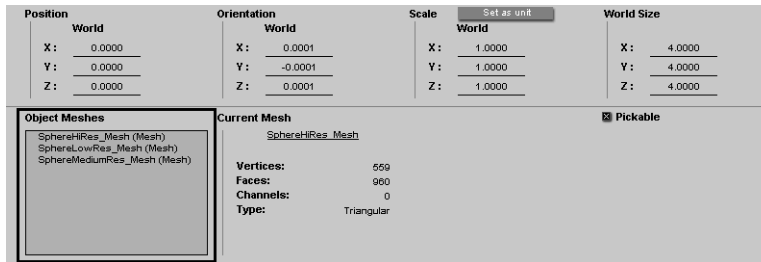 Position Orientation Scale Set as unit World Size
World World World
X: 0.0000 X: 0.0001 X: 1.0000 X: 4.0000
Y: 0.0000 Y: -0.0001 Y: 1.0000 Y: 4.0000
Z: 0.0000 Z: 0.0001 Z: 1.0000 Z: 4.0000
Object Meshes Current Mesh Pickable
SphereHiRes_Mesh (Mesh) SphereHiRes_Mesh
SphereLowRes_Mesh (Mesh)
SphereMediumRes_Mesh (Mesh)
Vertices: 559
Faces: 960
Channels: 0
Type: Triangular